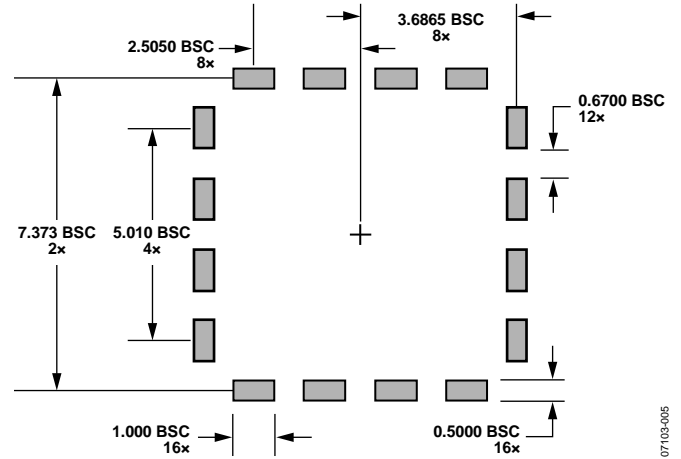 2.5050 BSC
8×
3.6865 BSC
8×
0.6700 BSC
12×
7.373 BSC
2×
5.010 BSC
4×
1.000 BSC
16×
0.5000 BSC
16×
07103-005